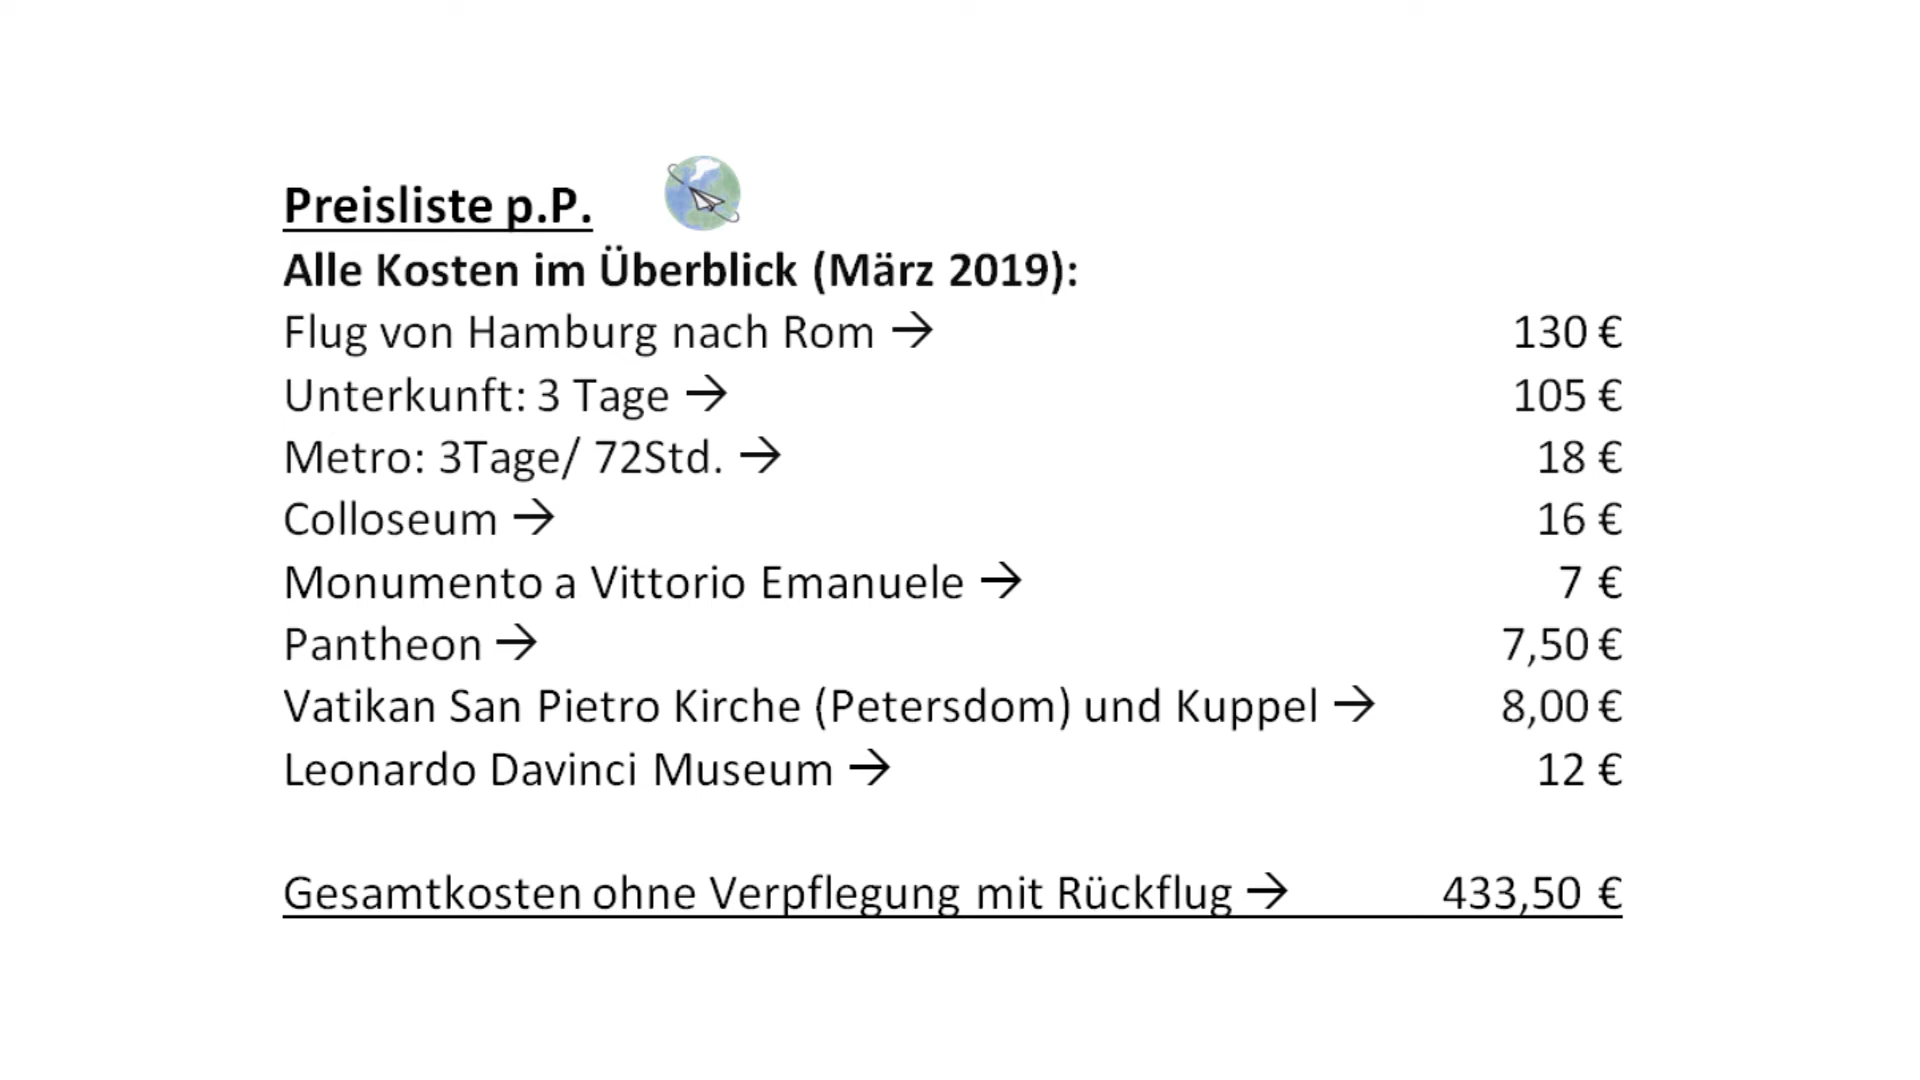 Preisliste p.P.
Alle Kosten im Überblick (März 2019):
Flug von Hamburg nach Rom → 130 €
Unterkunft: 3 Tage → 105 €
Metro: 3Tage/ 72Std. → 18 €
Colloseum → 16 €
Monumento a Vittorio Emanuele → 7 €
Pantheon → 7,50 €
Vatikan San Pietro Kirche (Petersdom) und Kuppel → 8,00 €
Leonardo Davinci Museum → 12 €
Gesamtkosten ohne Verpflegung mit Rückflug → 433,50 €